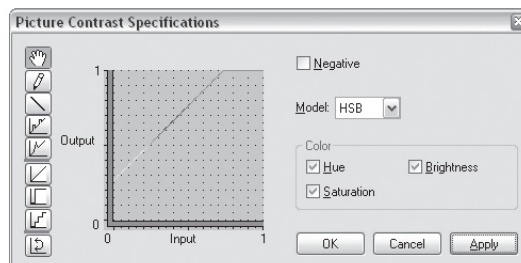 Picture Contrast Specifications
Negative
Model: HSB
1
Output
0
0 Input 1
Color
Hue Brightness
Saturation
OK Cancel Apply